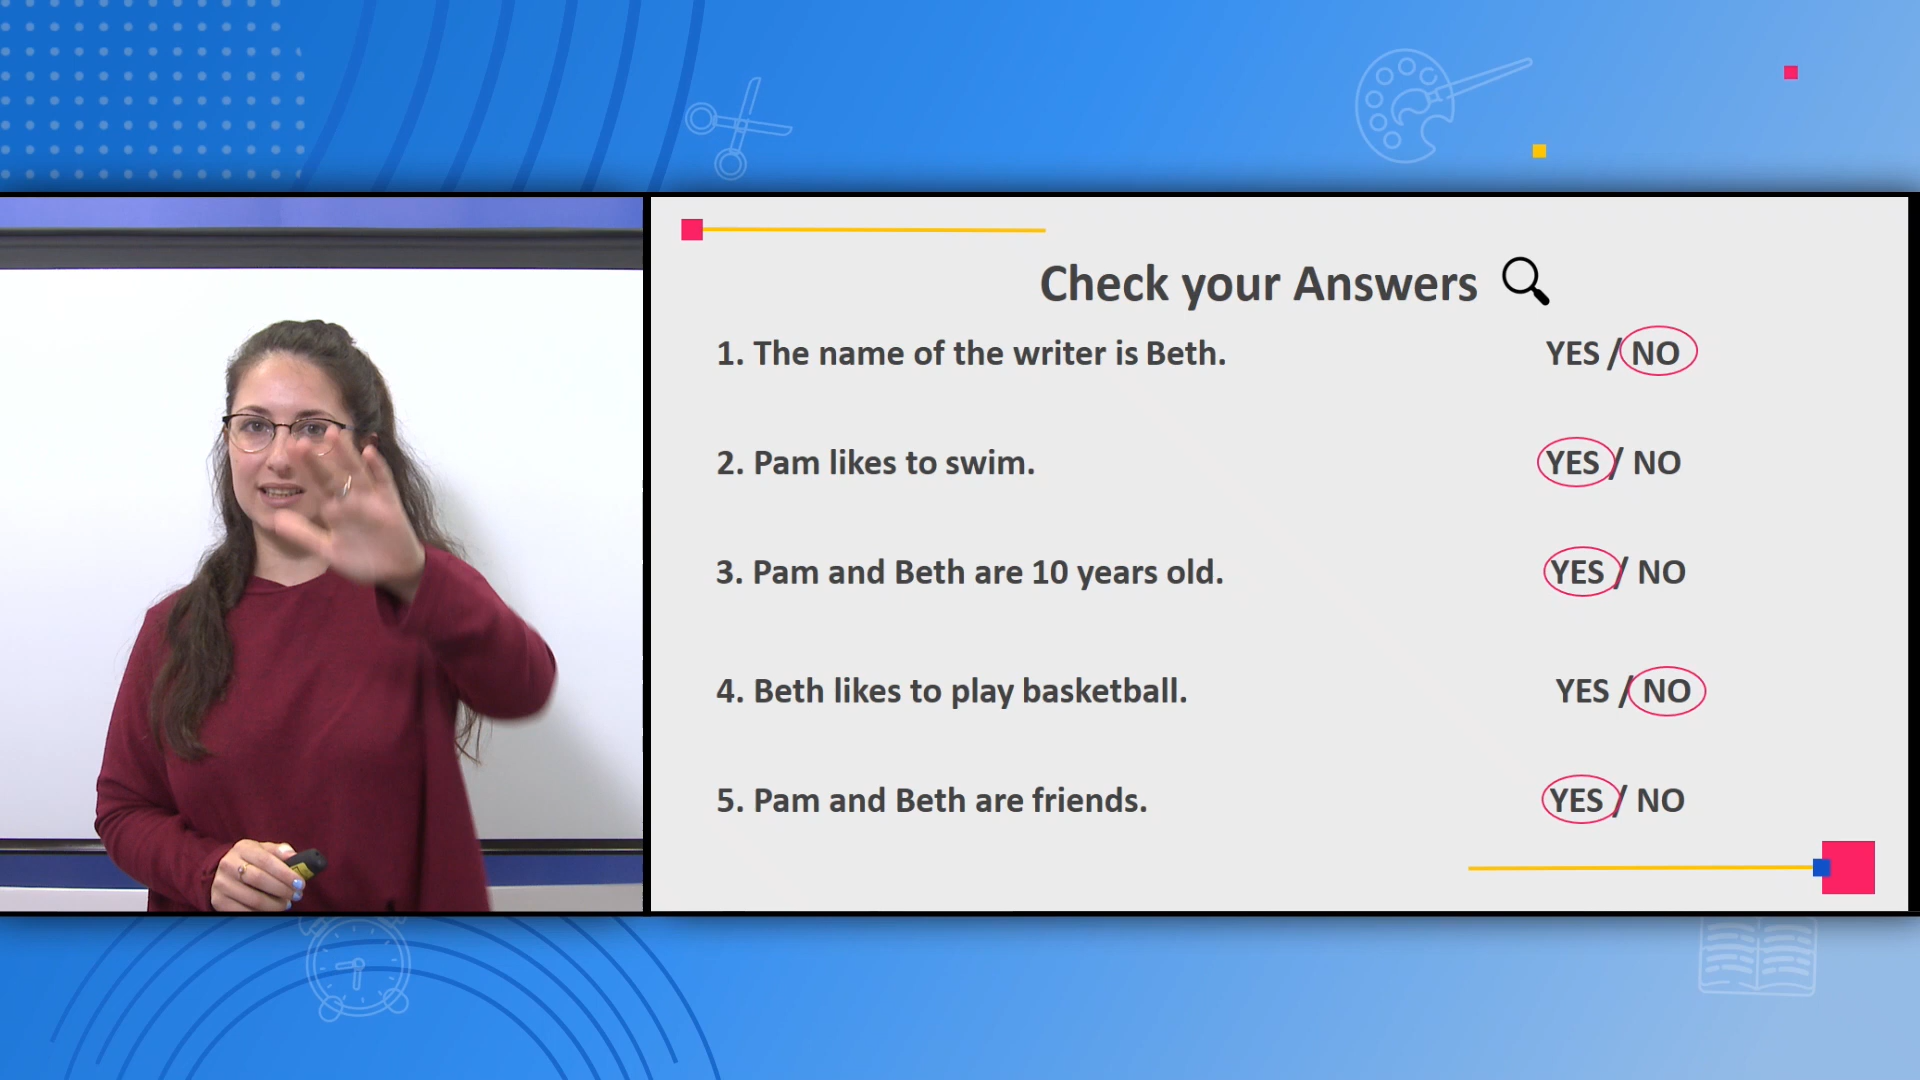 Check your Answers
1. The name of the writer is Beth. YES / NO
2. Pam likes to swim. YES / NO
3. Pam and Beth are 10 years old. YES / NO
4. Beth likes to play basketball. YES / NO
5. Pam and Beth are friends. YES / NO